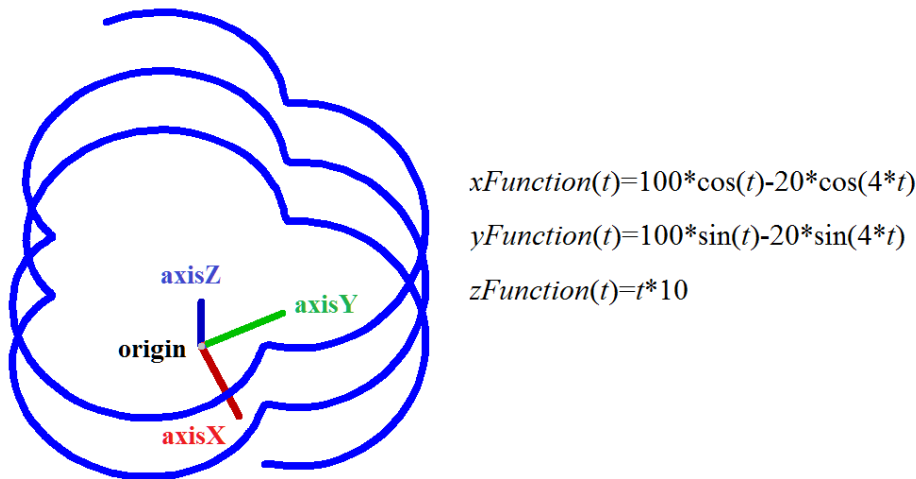 xFunction(t)=100*cos(t)-20*cos(4*t)
yFunction(t)=100*sin(t)-20*sin(4*t)
zFunction(t)=t*10
axisZ
axisY
origin
axisX